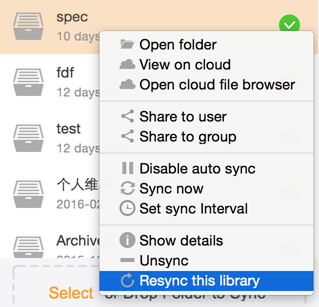 spec
10 days
fdf
12 days
test
12 days
个人维
2016-02
Archive
Open folder
View on cloud
Open cloud file browser
Share to user
Share to group
Disable auto sync
Sync now
Set sync Interval
Show details
Unsync
Resync this library
Select or Drop Folder to Sync